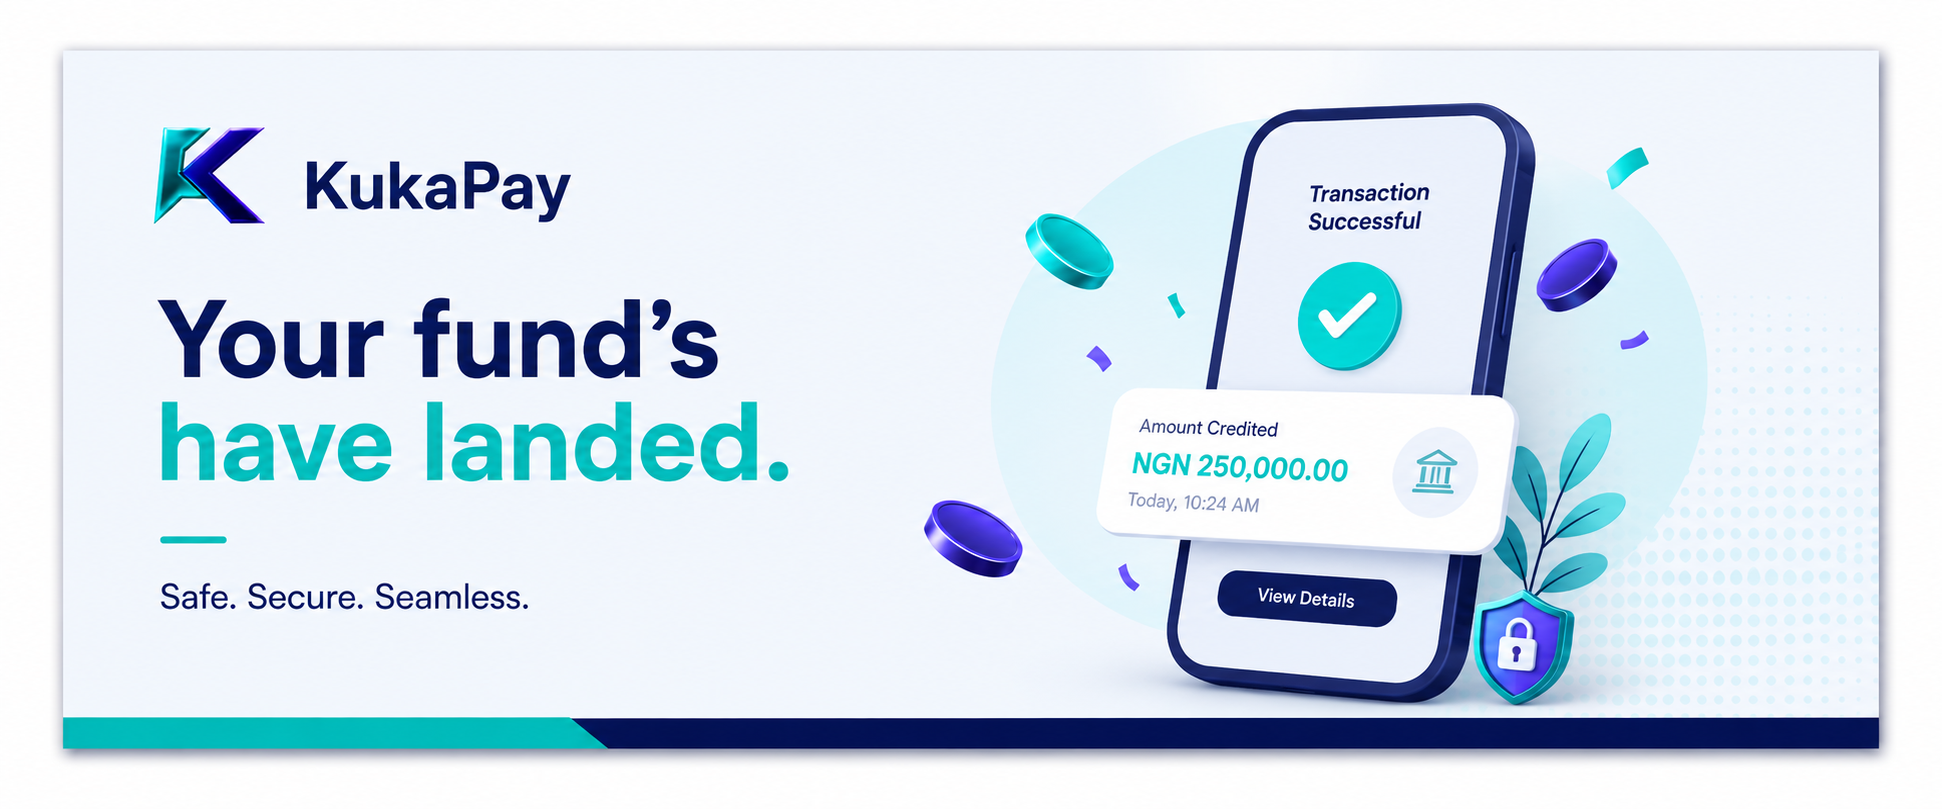 KukaPay
Your fund’s
have landed.
Safe. Secure. Seamless.
Transaction
Successful
Amount Credited
NGN 250,000.00
Today, 10:24 AM
View Details